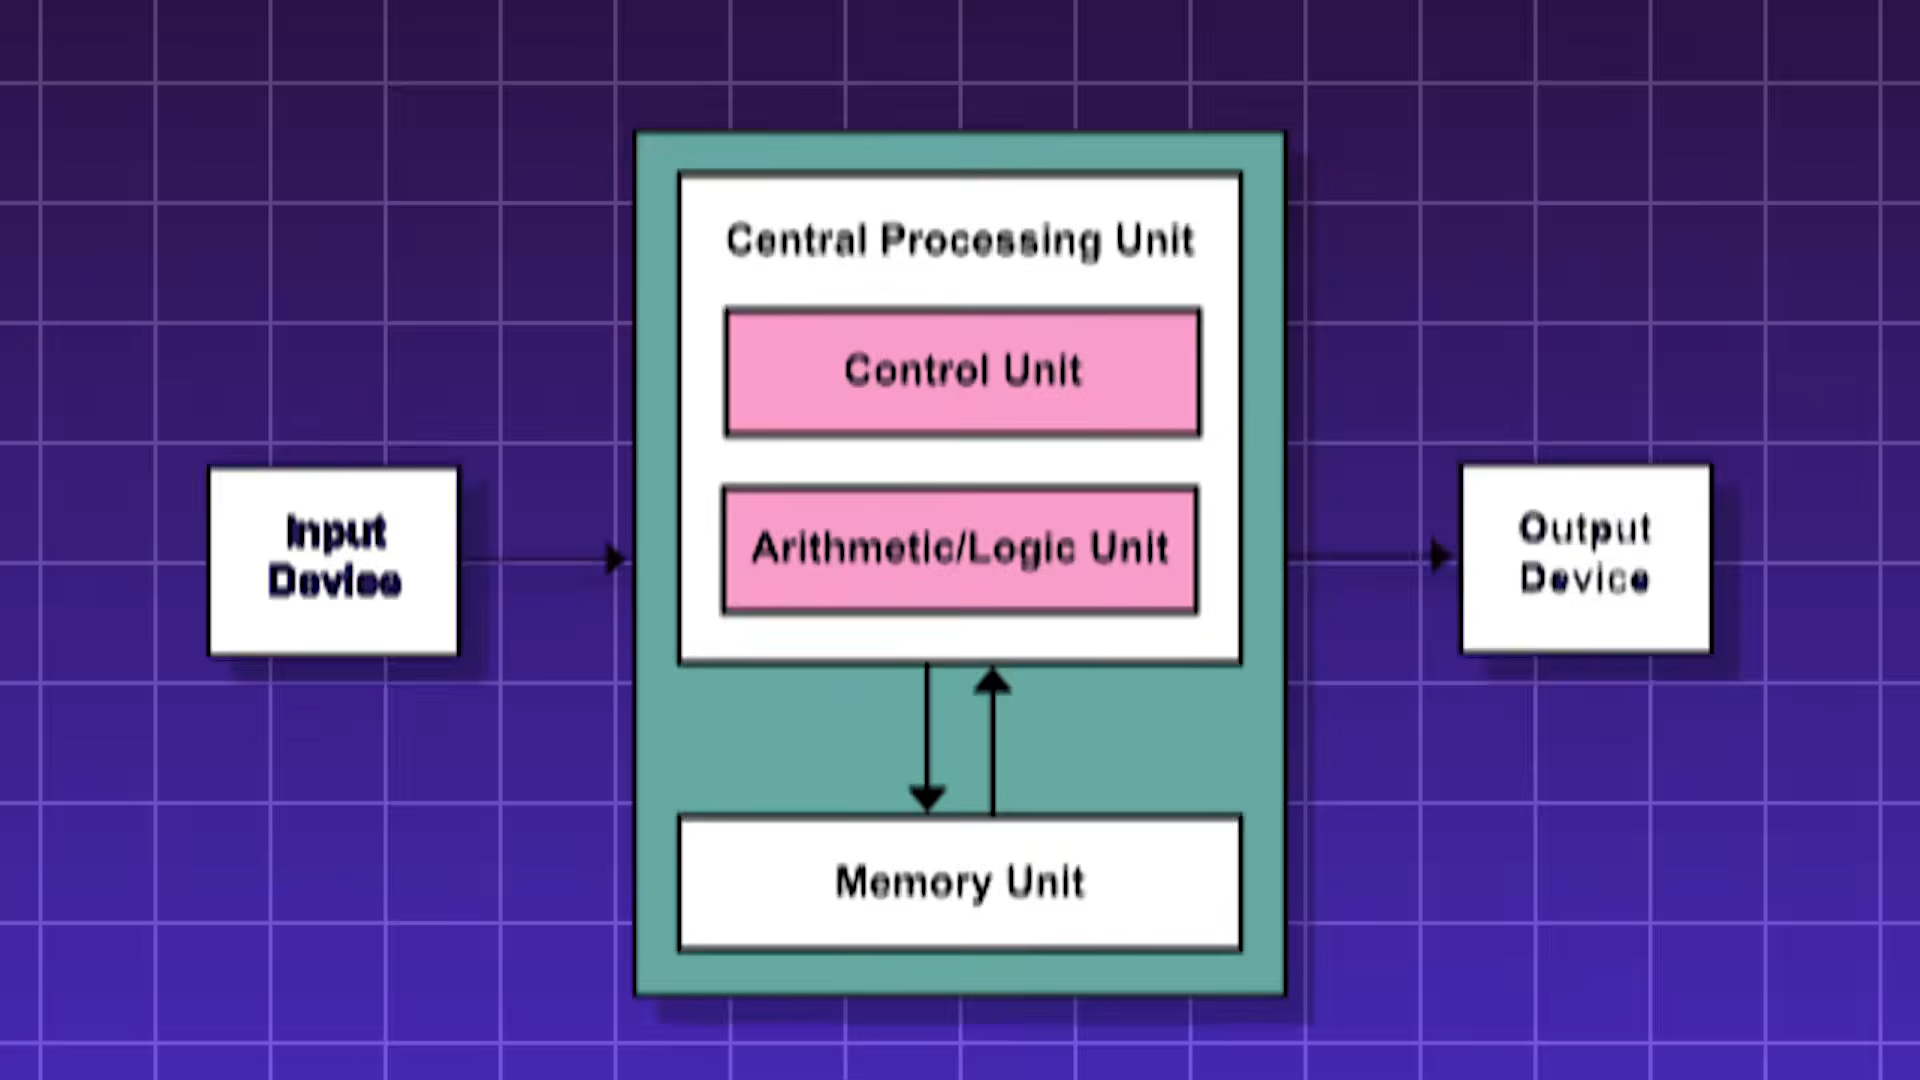 Central Processing Unit
Control Unit
Arithmetic/Logic Unit
Input
Device
Output
Device
Memory Unit